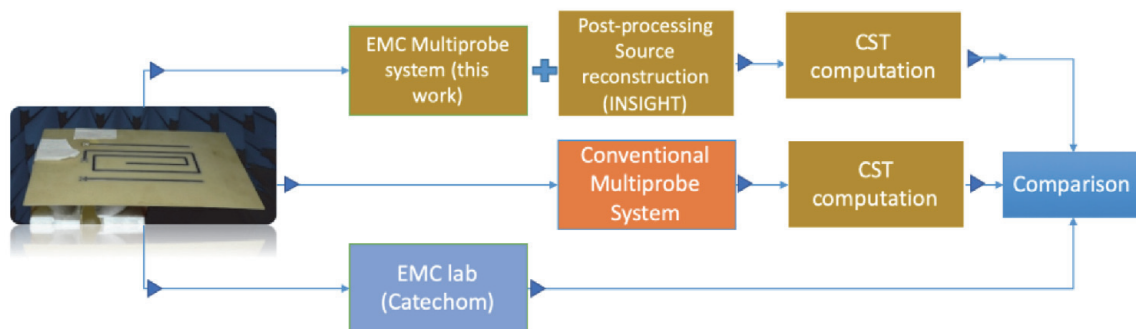 EMC Multiprobe
system (this
work)
Post-processing
Source
reconstruction
(INSIGHT)
CST
computation
Conventional
Multiprobe
System
CST
computation
Comparison
EMC lab
(Catechom)